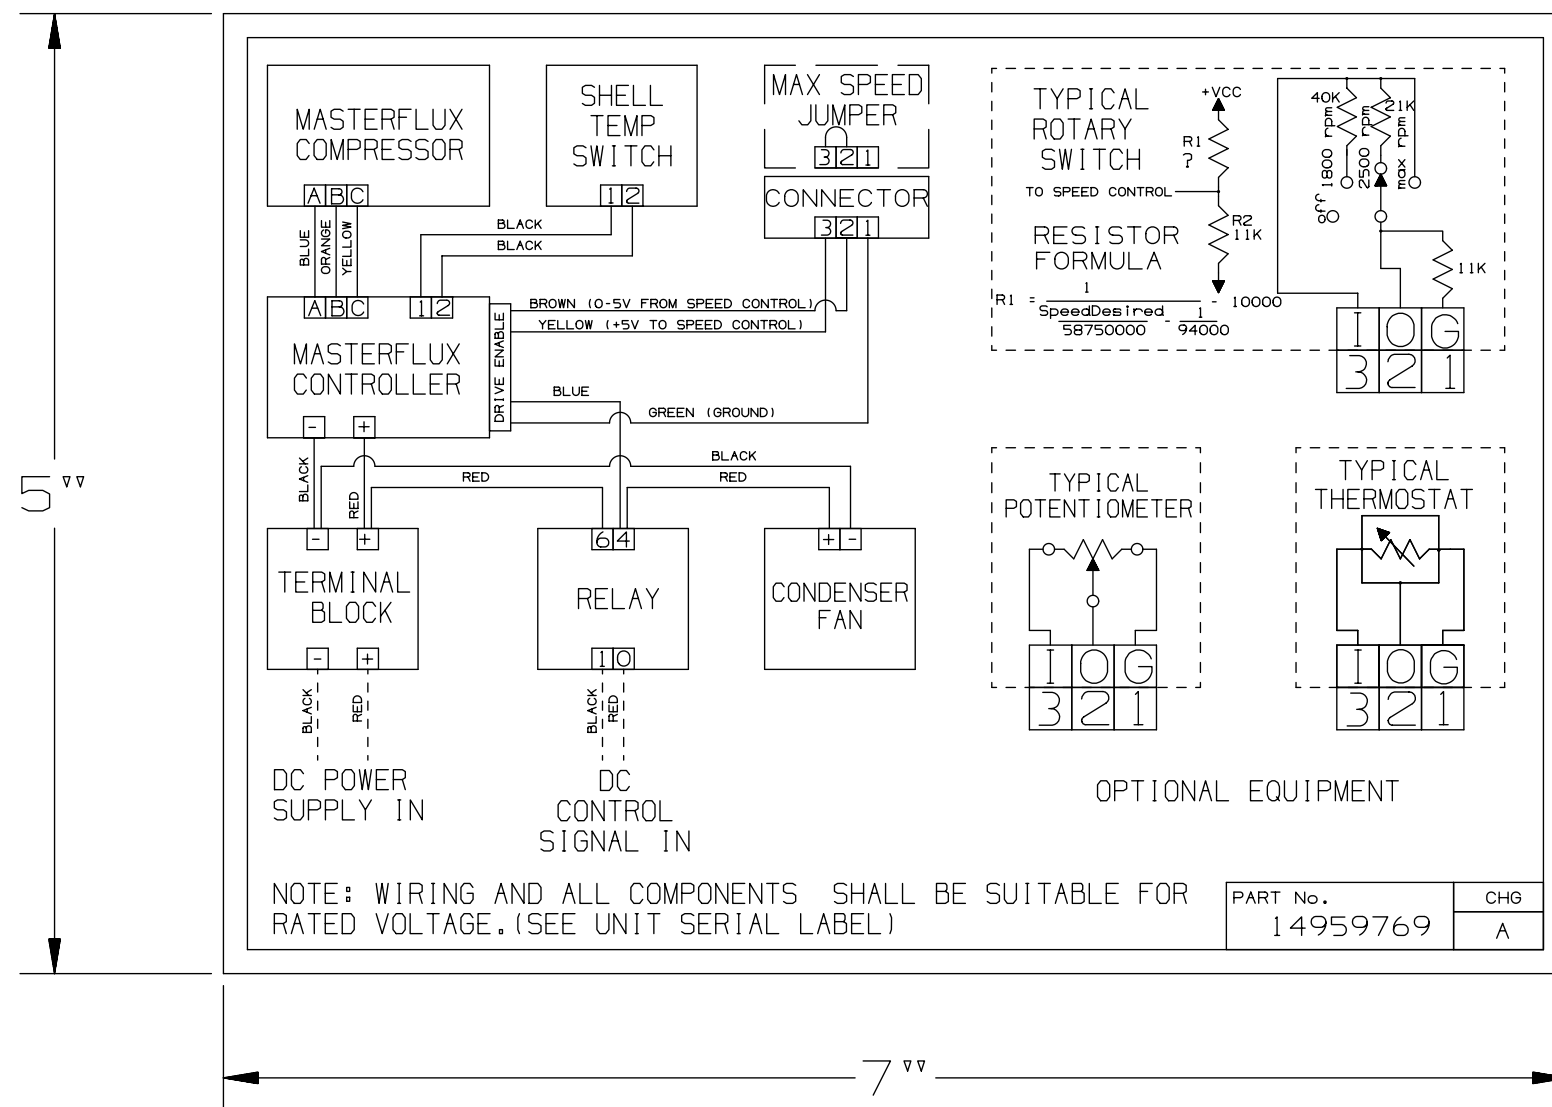 MASTERFLUX
COMPRESSOR
A B C
SHELL
TEMP
SWITCH
1 2
MAX SPEED
JUMPER
3 2 1
CONNECTOR
3 2 1
BLUE
ORANGE
YELLOW
BLACK
BLACK
A B C
1 2
MASTERFLUX
CONTROLLER
- +
DRIVE ENABLE
BROWN (0-5V FROM SPEED CONTROL)
YELLOW (+5V TO SPEED CONTROL)
BLUE
GREEN (GROUND)
BLACK
RED
BLACK
RED
RED
- +
TERMINAL
BLOCK
- +
6 4
RELAY
1 0
+ -
CONDENSER
FAN
BLACK
RED
BLACK
RED
DC POWER
SUPPLY IN
DC
CONTROL
SIGNAL IN
TYPICAL
ROTARY
SWITCH
+VCC
R1
?
TO SPEED CONTROL
R2
11K
RESISTOR
FORMULA
R1 =
1
SpeedDesired
58750000
-
1
94000
- 10000
40K
21K
off
1800 rpm
2500 rpm
max rpm
11K
I O G
3 2 1
TYPICAL
POTENTIOMETER
I O G
3 2 1
TYPICAL
THERMOSTAT
I O G
3 2 1
OPTIONAL EQUIPMENT
NOTE: WIRING AND ALL COMPONENTS SHALL BE SUITABLE FOR
RATED VOLTAGE.(SEE UNIT SERIAL LABEL)
PART No.
14959769
CHG
A
5"
7"